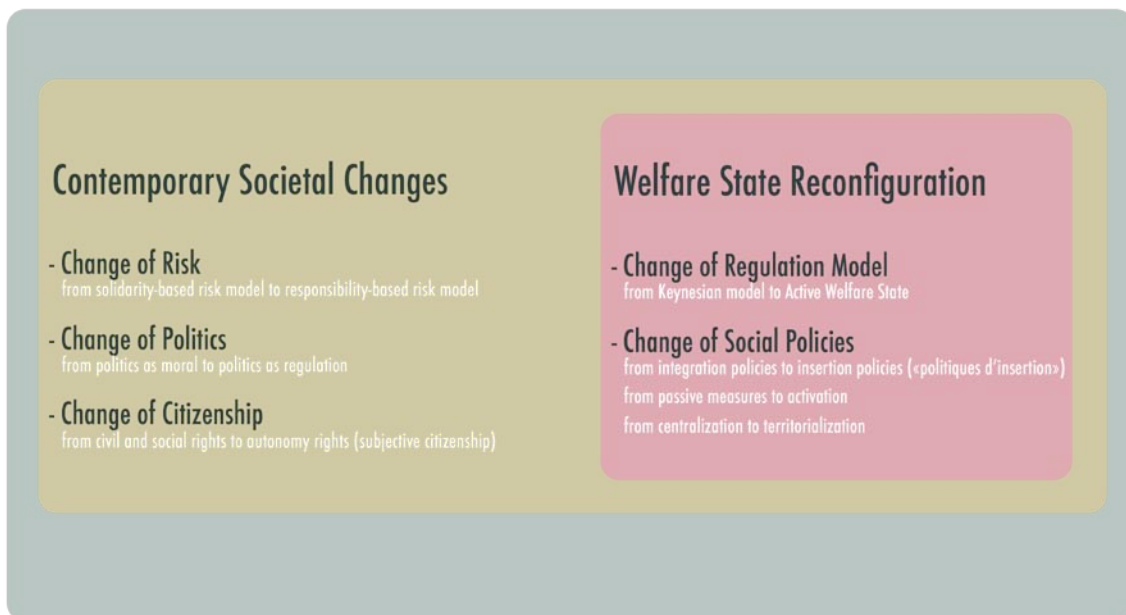 Contemporary Societal Changes
- Change of Risk
from solidarity-based risk model to responsibility-based risk model
- Change of Politics
from politics as moral to politics as regulation
- Change of Citizenship
from civil and social rights to autonomy rights (subjective citizenship)
Welfare State Reconfiguration
- Change of Regulation Model
from Keynesian model to Active Welfare State
- Change of Social Policies
from integration policies to insertion policies («politiques d'insertion»)
from passive measures to activation
from centralization to territorialization